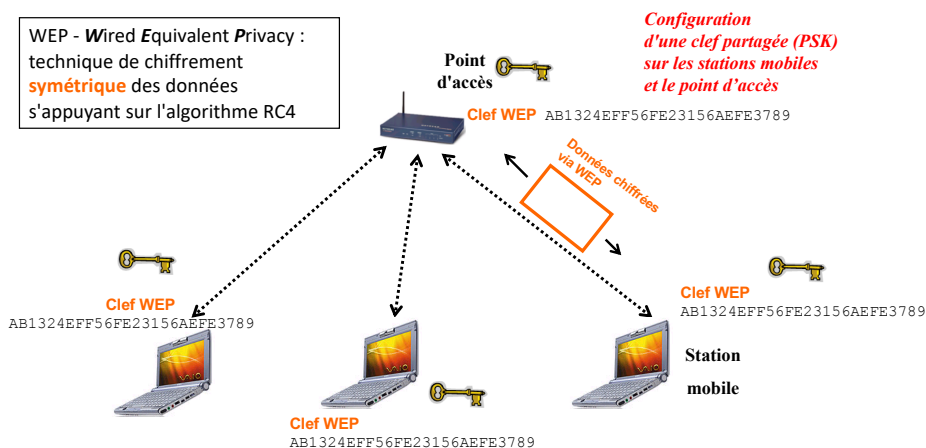 WEP - Wired Equivalent Privacy :
technique de chiffrement
symétrique des données
s'appuyant sur l'algorithme RC4
Configuration
d'une clef partagée (PSK)
sur les stations mobiles
et le point d’accès
Point
d'accès
Clef WEP AB1324EFF56FE23156AEFE3789
Données chiffrées
via WEP
Clef WEP
AB1324EFF56FE23156AEFE3789
Clef WEP
AB1324EFF56FE23156AEFE3789
Station
mobile
Clef WEP
AB1324EFF56FE23156AEFE3789